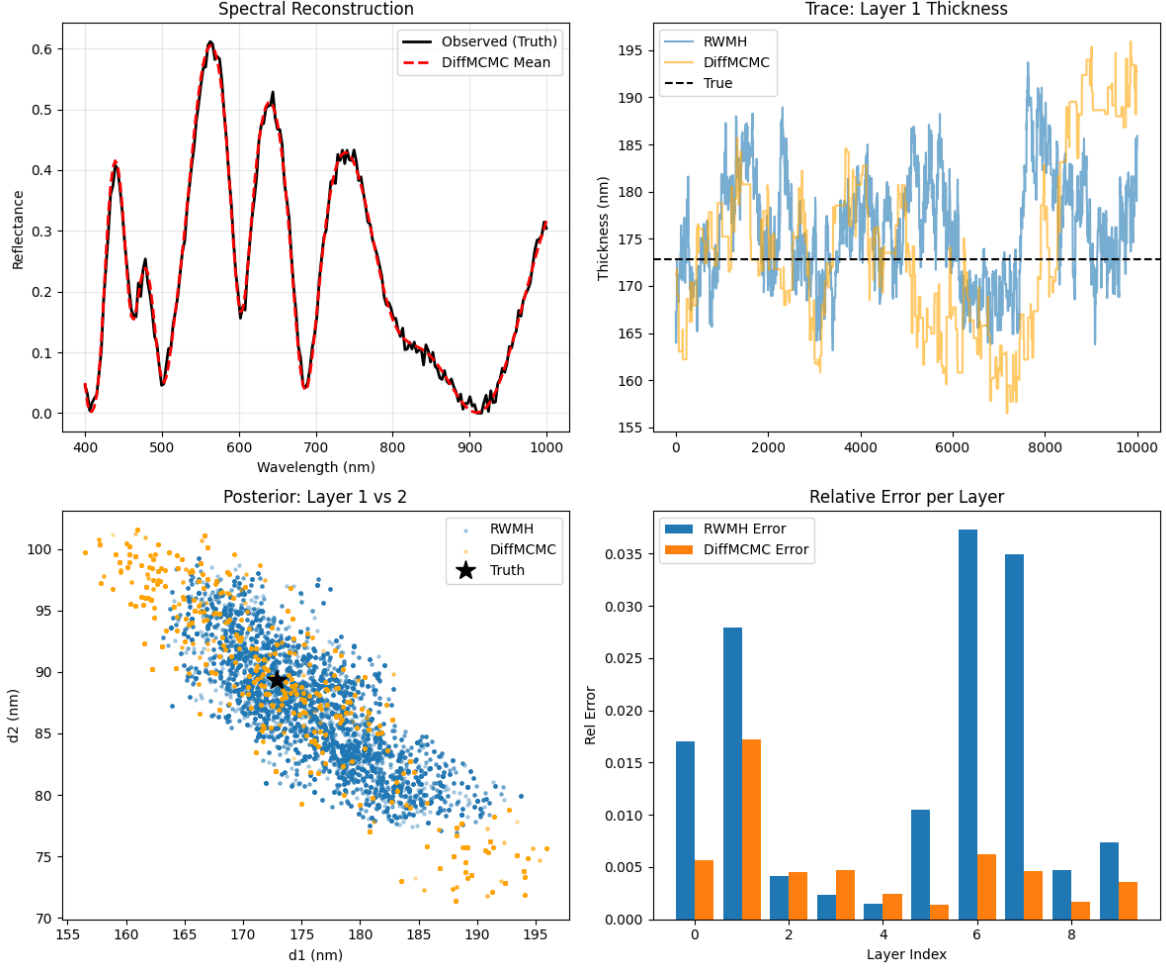 Spectral Reconstruction
Observed (Truth)
DiffMCMC Mean
Reflectance
0.6
0.5
0.4
0.3
0.2
0.1
0.0
400 500 600 700 800 900 1000
Wavelength (nm)
Trace: Layer 1 Thickness
RWMH
DiffMCMC
True
Thickness (nm)
195
190
185
180
175
170
165
160
155
0 2000 4000 6000 8000 10000
Posterior: Layer 1 vs 2
RWMH
DiffMCMC
Truth
d2 (nm)
100
95
90
85
80
75
70
155 160 165 170 175 180 185 190 195
d1 (nm)
Relative Error per Layer
RWMH Error
DiffMCMC Error
Rel Error
0.035
0.030
0.025
0.020
0.015
0.010
0.005
0.000
0 2 4 6 8
Layer Index